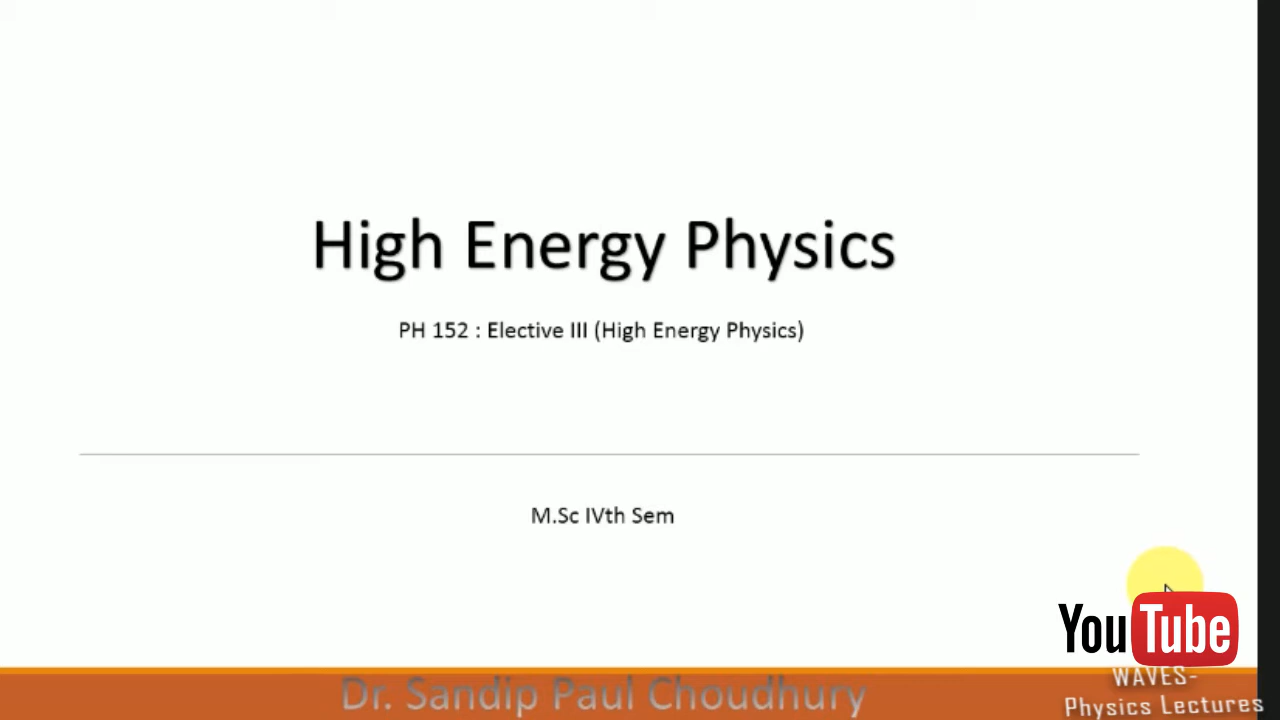 High Energy Physics
PH 152 : Elective III (High Energy Physics)
M.Sc IVth Sem
YouTube
WAVES-
Physics Lectures
Dr. Sandip Paul Choudhury